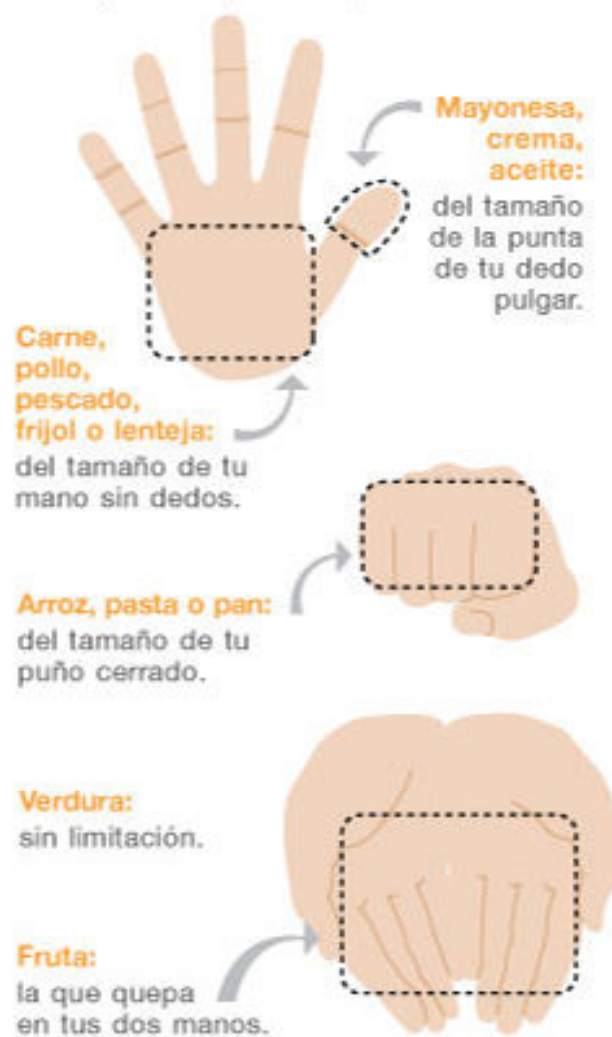 Mayonesa,
crema,
aceite:
del tamaño
de la punta
de tu dedo
pulgar.
Carne,
pollo,
pescado,
frijol o lenteja:
del tamaño de tu
mano sin dedos.
Arroz, pasta o pan:
del tamaño de tu
puño cerrado.
Verdura:
sin limitación.
Fruta:
la que quepa
en tus dos manos.